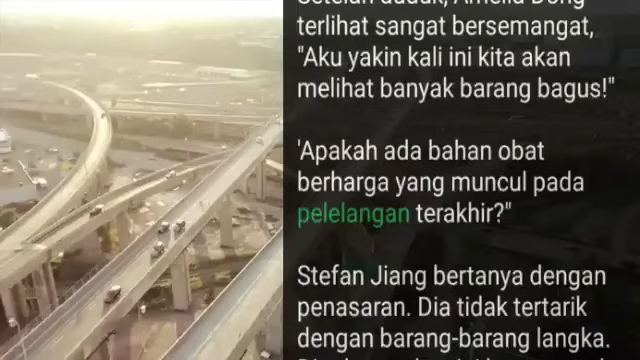 Setelah duduk, Amelia Dong
terlihat sangat bersemangat,
"Aku yakin kali ini kita akan
melihat banyak barang bagus!"
'Apakah ada bahan obat
berharga yang muncul pada
pelelangan terakhir?"
Stefan Jiang bertanya dengan
penasaran. Dia tidak tertarik
dengan barang-barang langka.